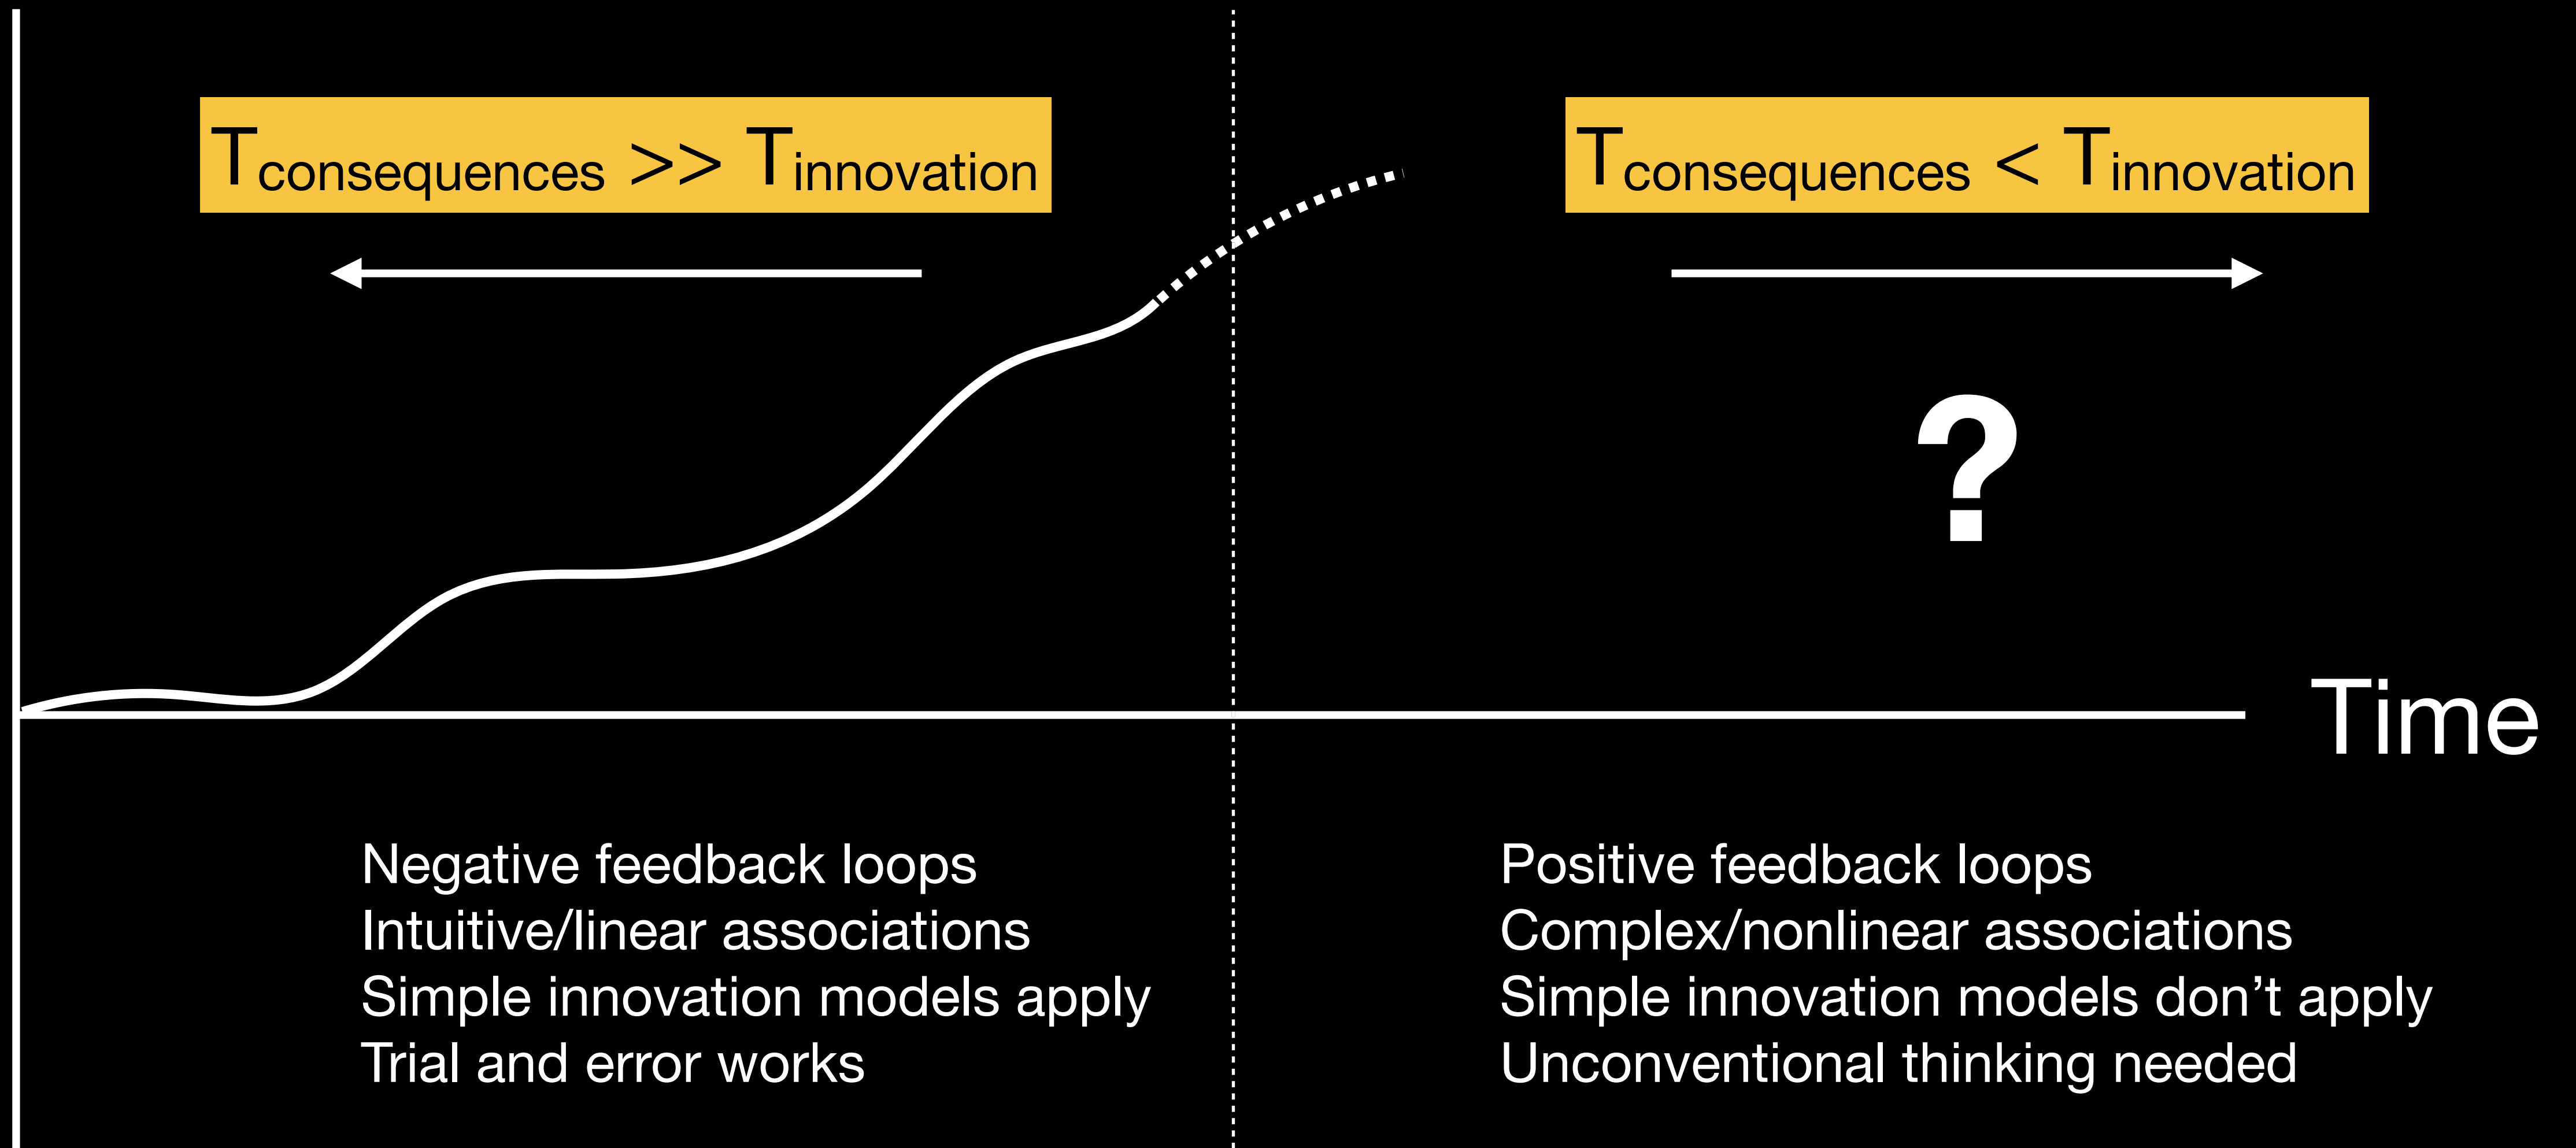 Tconsequences >> Tinnovation
Tconsequences < Tinnovation
?
Time
Negative feedback loops
Intuitive/linear associations
Simple innovation models apply
Trial and error works
Positive feedback loops
Complex/nonlinear associations
Simple innovation models don’t apply
Unconventional thinking needed